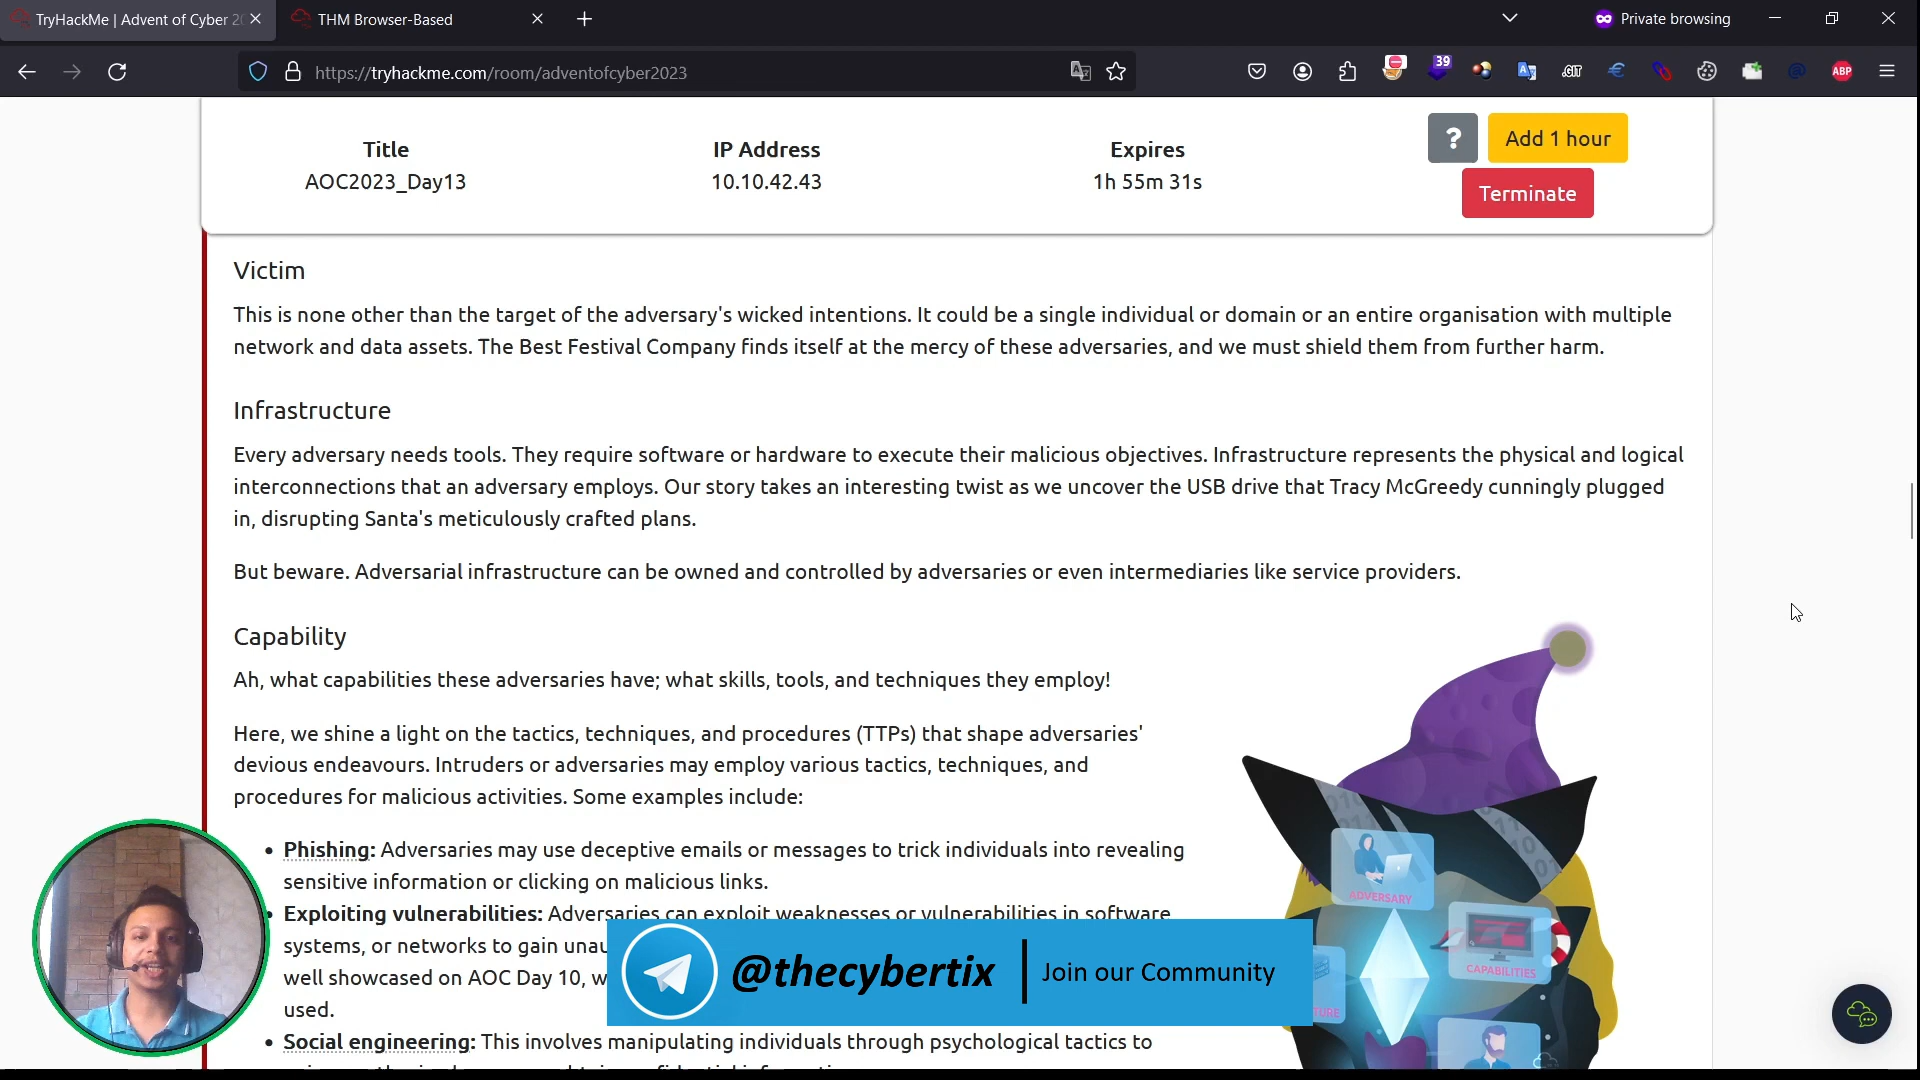 TryHackMe | Advent of Cyber 20
THM Browser-Based
Private browsing
https://tryhackme.com/room/adventofcyber2023
39
.GIT
@
ABP
Title
IP Address
Expires
?
Add 1 hour
AOC2023_Day13
10.10.42.43
1h 55m 31s
Terminate
Victim
This is none other than the target of the adversary's wicked intentions. It could be a single individual or domain or an entire organisation with multiple
network and data assets. The Best Festival Company finds itself at the mercy of these adversaries, and we must shield them from further harm.
Infrastructure
Every adversary needs tools. They require software or hardware to execute their malicious objectives. Infrastructure represents the physical and logical
interconnections that an adversary employs. Our story takes an interesting twist as we uncover the USB drive that Tracy McGreedy cunningly plugged
in, disrupting Santa's meticulously crafted plans.
But beware. Adversarial infrastructure can be owned and controlled by adversaries or even intermediaries like service providers.
Capability
Ah, what capabilities these adversaries have; what skills, tools, and techniques they employ!
Here, we shine a light on the tactics, techniques, and procedures (TTPs) that shape adversaries'
devious endeavours. Intruders or adversaries may employ various tactics, techniques, and
procedures for malicious activities. Some examples include:
• Phishing: Adversaries may use deceptive emails or messages to trick individuals into revealing
sensitive information or clicking on malicious links.
• Exploiting vulnerabilities: Adversaries can exploit weaknesses or vulnerabilities in software
systems, or networks to gain unau
well showcased on AOC Day 10, w
used.
• Social engineering: This involves manipulating individuals through psychological tactics to
ADVERSARY
CAPABILITIES
TURE
@thecybertix
Join our Community